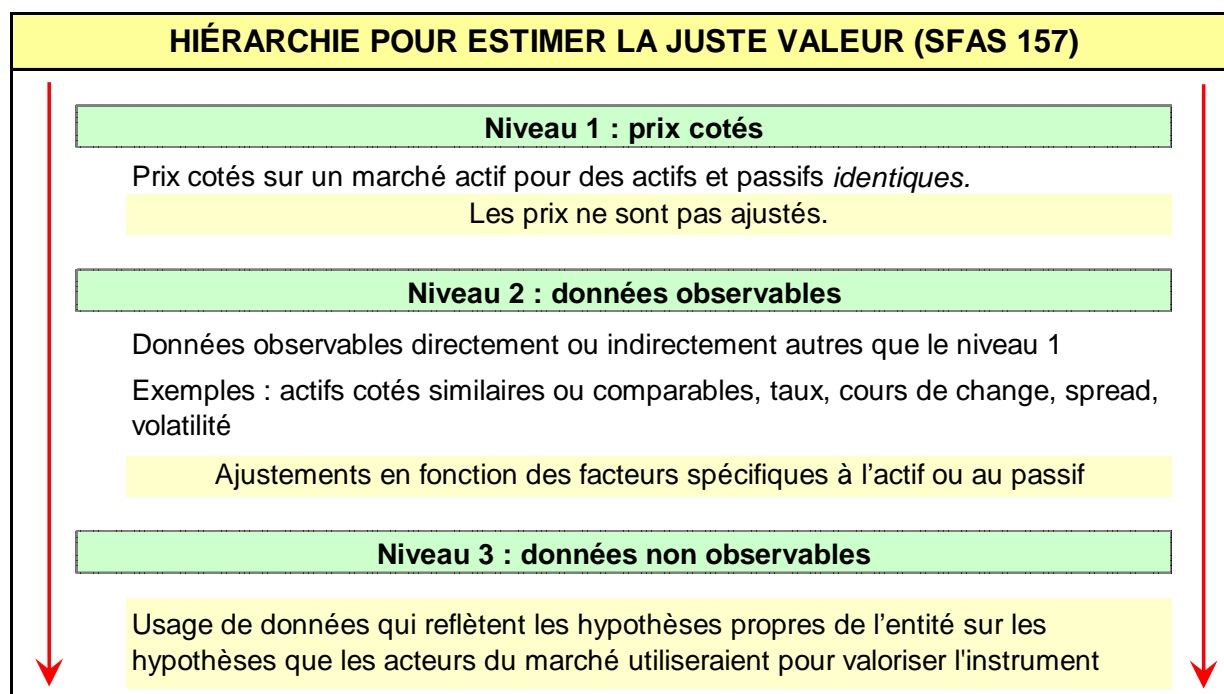 HIÉRARCHIE POUR ESTIMER LA JUSTE VALEUR (SFAS 157)
Niveau 1 : prix cotés
Prix cotés sur un marché actif pour des actifs et passifs identiques.
Les prix ne sont pas ajustés.
Niveau 2 : données observables
Données observables directement ou indirectement autres que le niveau 1
Exemples : actifs cotés similaires ou comparables, taux, cours de change, spread,
volatilité
Ajustements en fonction des facteurs spécifiques à l’actif ou au passif
Niveau 3 : données non observables
Usage de données qui reflètent les hypothèses propres de l’entité sur les
hypothèses que les acteurs du marché utiliseraient pour valoriser l'instrument